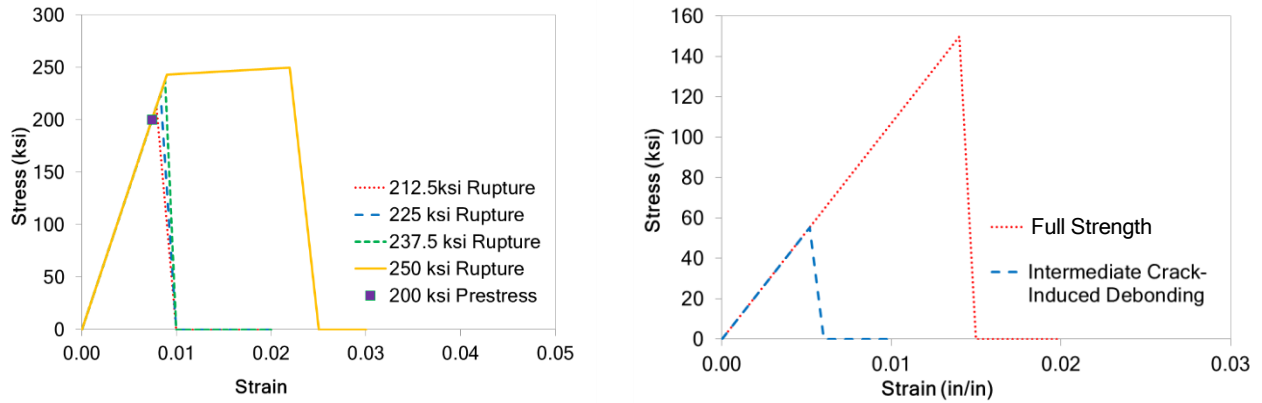 300
250
200
150
100
50
0
Stress (ksi)
212.5ksi Rupture
225 ksi Rupture
237.5 ksi Rupture
250 ksi Rupture
200 ksi Prestress
0.00 0.01 0.02 0.03 0.04 0.05
Strain
160
140
120
100
80
60
40
20
0
Stress (ksi)
Full Strength
Intermediate Crack-
Induced Debonding
0.00 0.01 0.02 0.03
Strain (in/in)